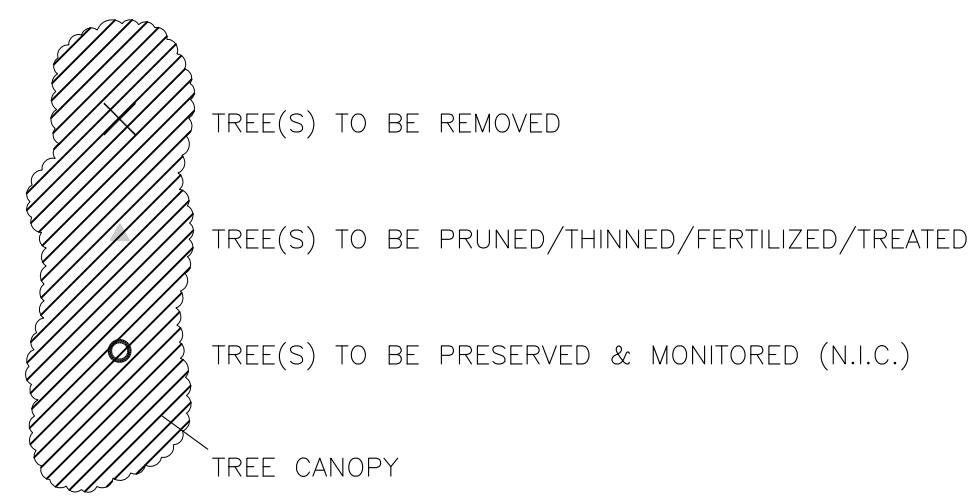 TREE(S) TO BE REMOVED
TREE(S) TO BE PRUNED/THINNED/FERTILIZED/TREATED
TREE(S) TO BE PRESERVED & MONITORED (N.I.C.)
TREE CANOPY